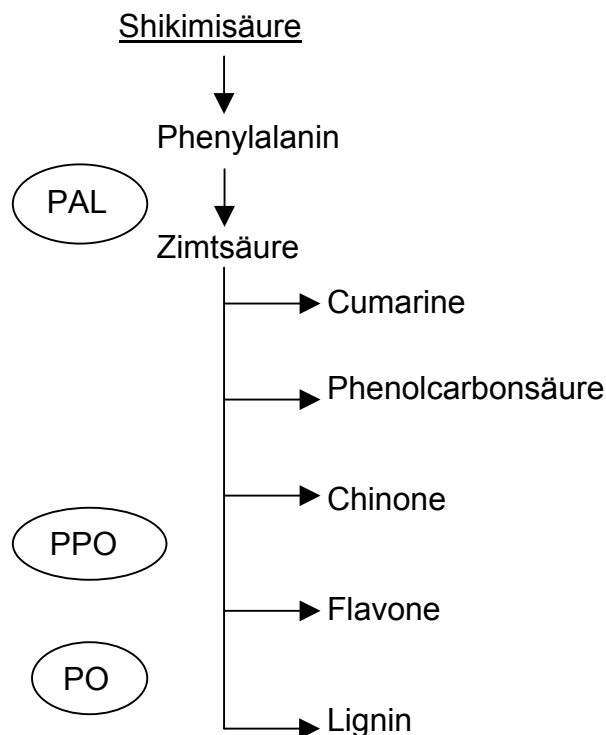 Shikimisäure
Phenylalanin
PAL
Zimtsäure
Cumarine
Phenolcarbonsäure
Chinone
PPO
Flavone
PO
Lignin